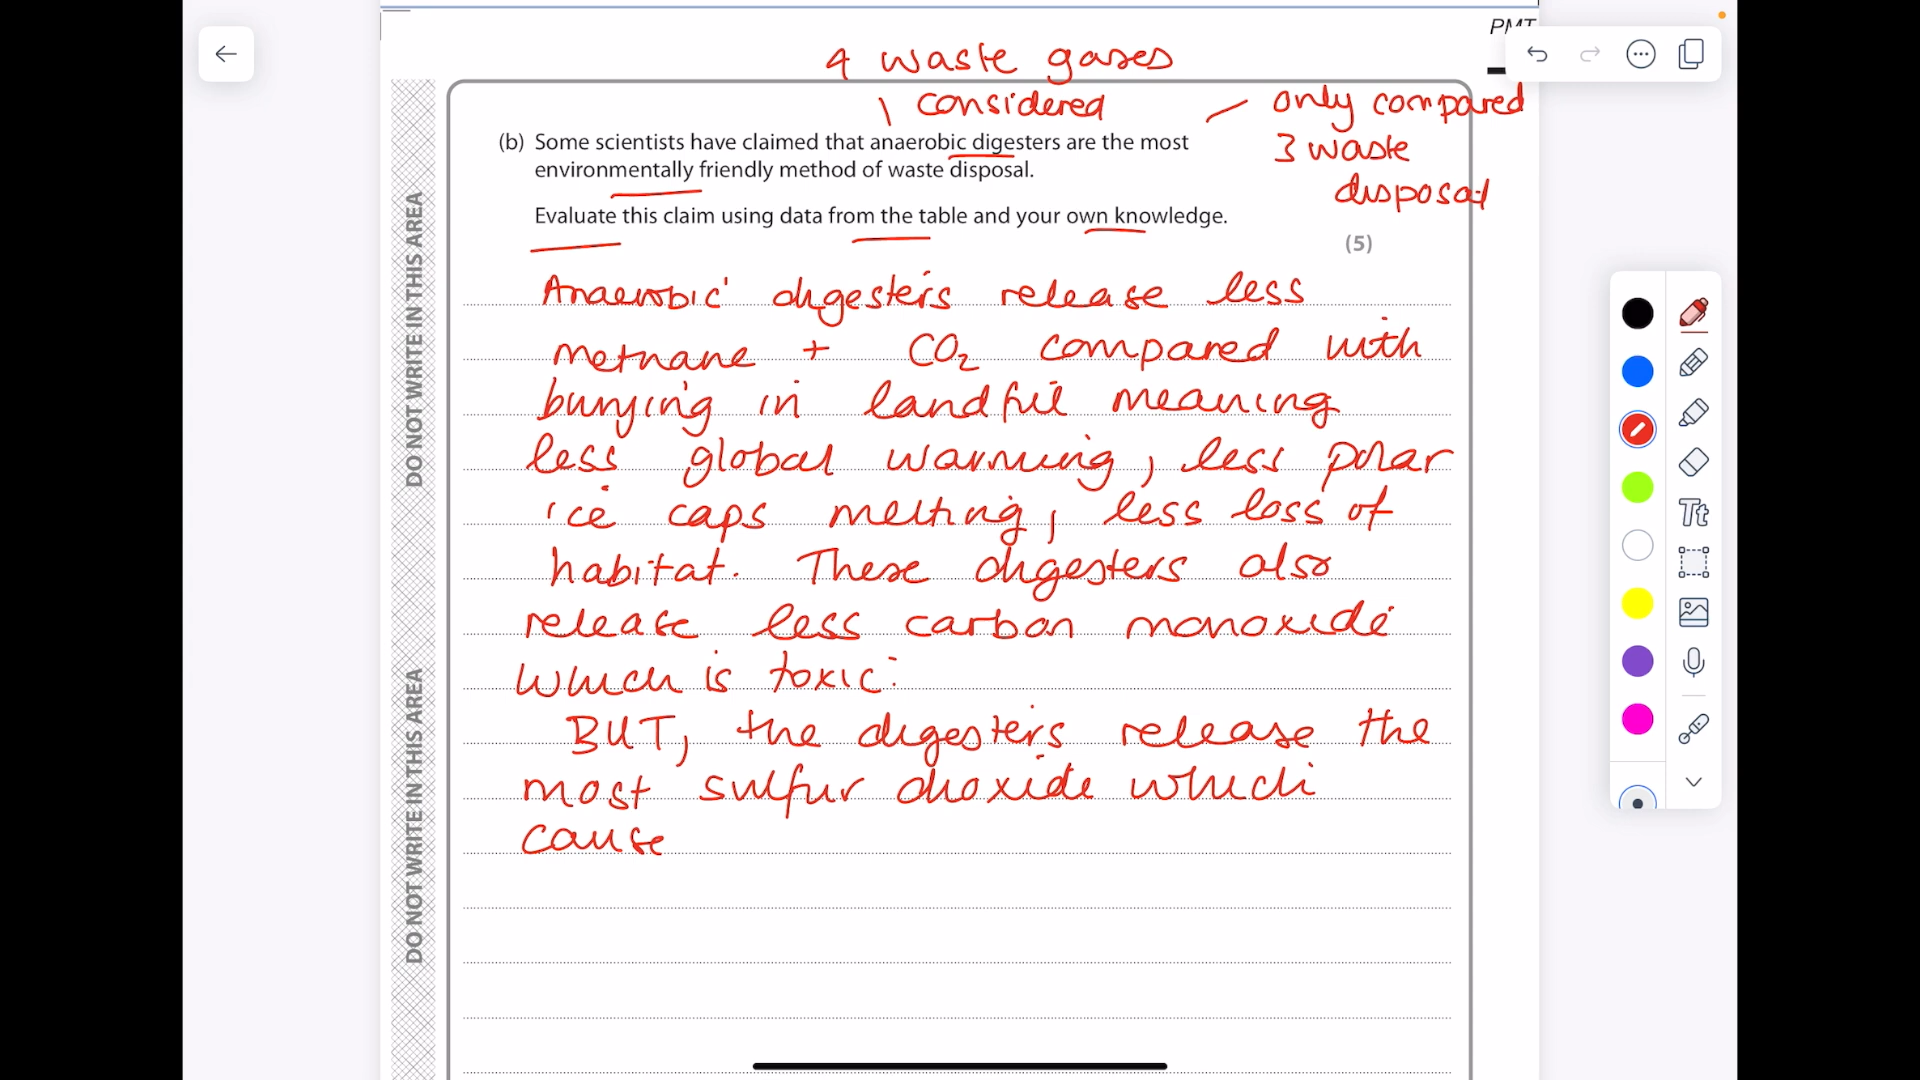 PMT
4 waste gases
considered
only compared
3 waste
disposal
(b) Some scientists have claimed that anaerobic digesters are the most
environmentally friendly method of waste disposal.
Evaluate this claim using data from the table and your own knowledge.
(5)
Anaerobic digesters release less
methane + CO₂ compared with
burying in landfill meaning
less global warming, less polar
ice caps melting, less loss of
habitat. These digesters also
release less carbon monoxide
which is toxic.
BUT, the digesters release the
most sulfur dioxide which
cause
DO NOT WRITE IN THIS AREA
DO NOT WRITE IN THIS AREA
Tt